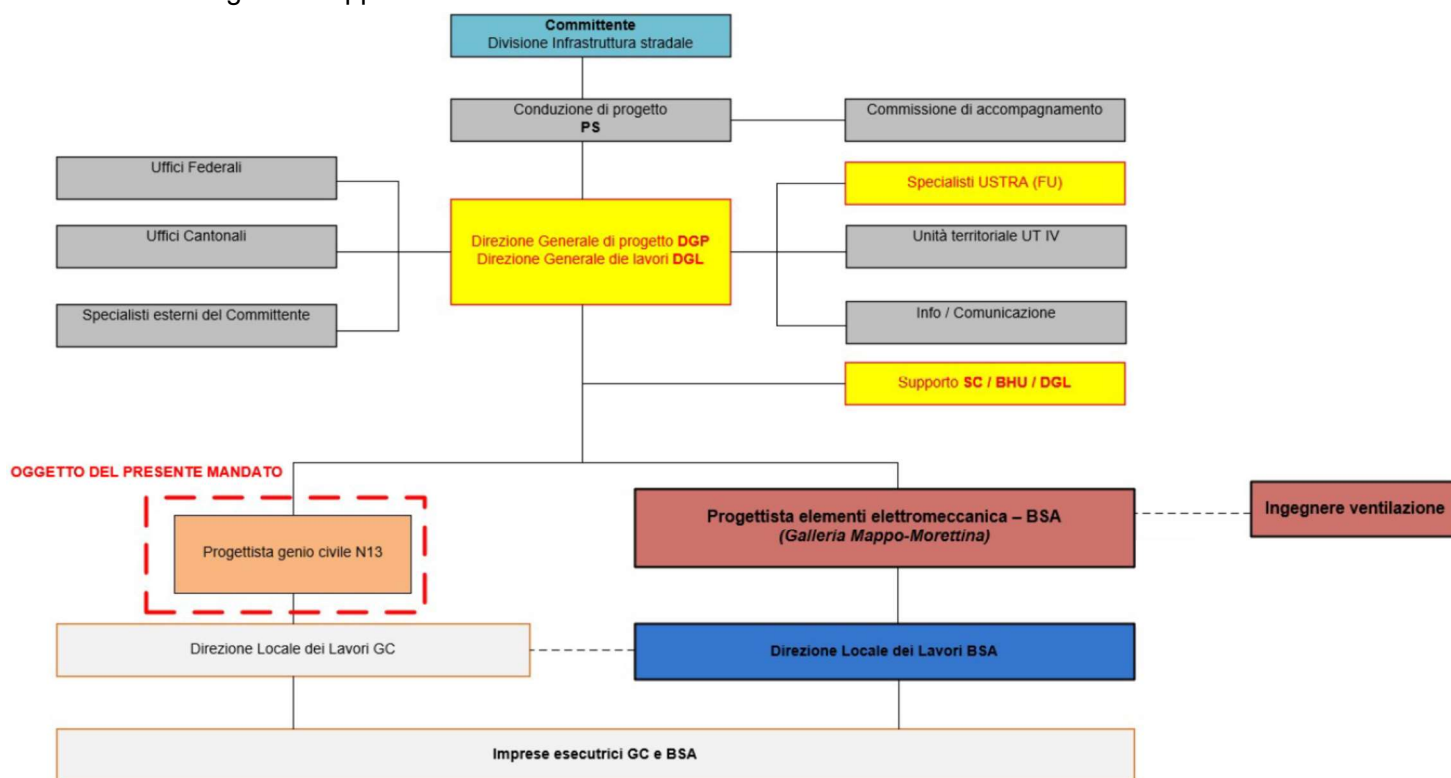 Committente
Divisione Infrastruttura stradale
Conduzione di progetto
PS
Commissione di accompagnamento
Uffici Federali
Specialisti USTRA (FU)
Uffici Cantonali
Direzione Generale di progetto DGP
Direzione Generale die lavori DGL
Unità territoriale UT IV
Specialisti esterni del Committente
Info / Comunicazione
Supporto SC / BHU / DGL
OGGETTO DEL PRESENTE MANDATO
Progettista genio civile N13
Progettista elementi elettromeccanica – BSA
(Galleria Mappo-Morettina)
Ingegnere ventilazione
Direzione Locale dei Lavori GC
Direzione Locale dei Lavori BSA
Imprese esecutrici GC e BSA